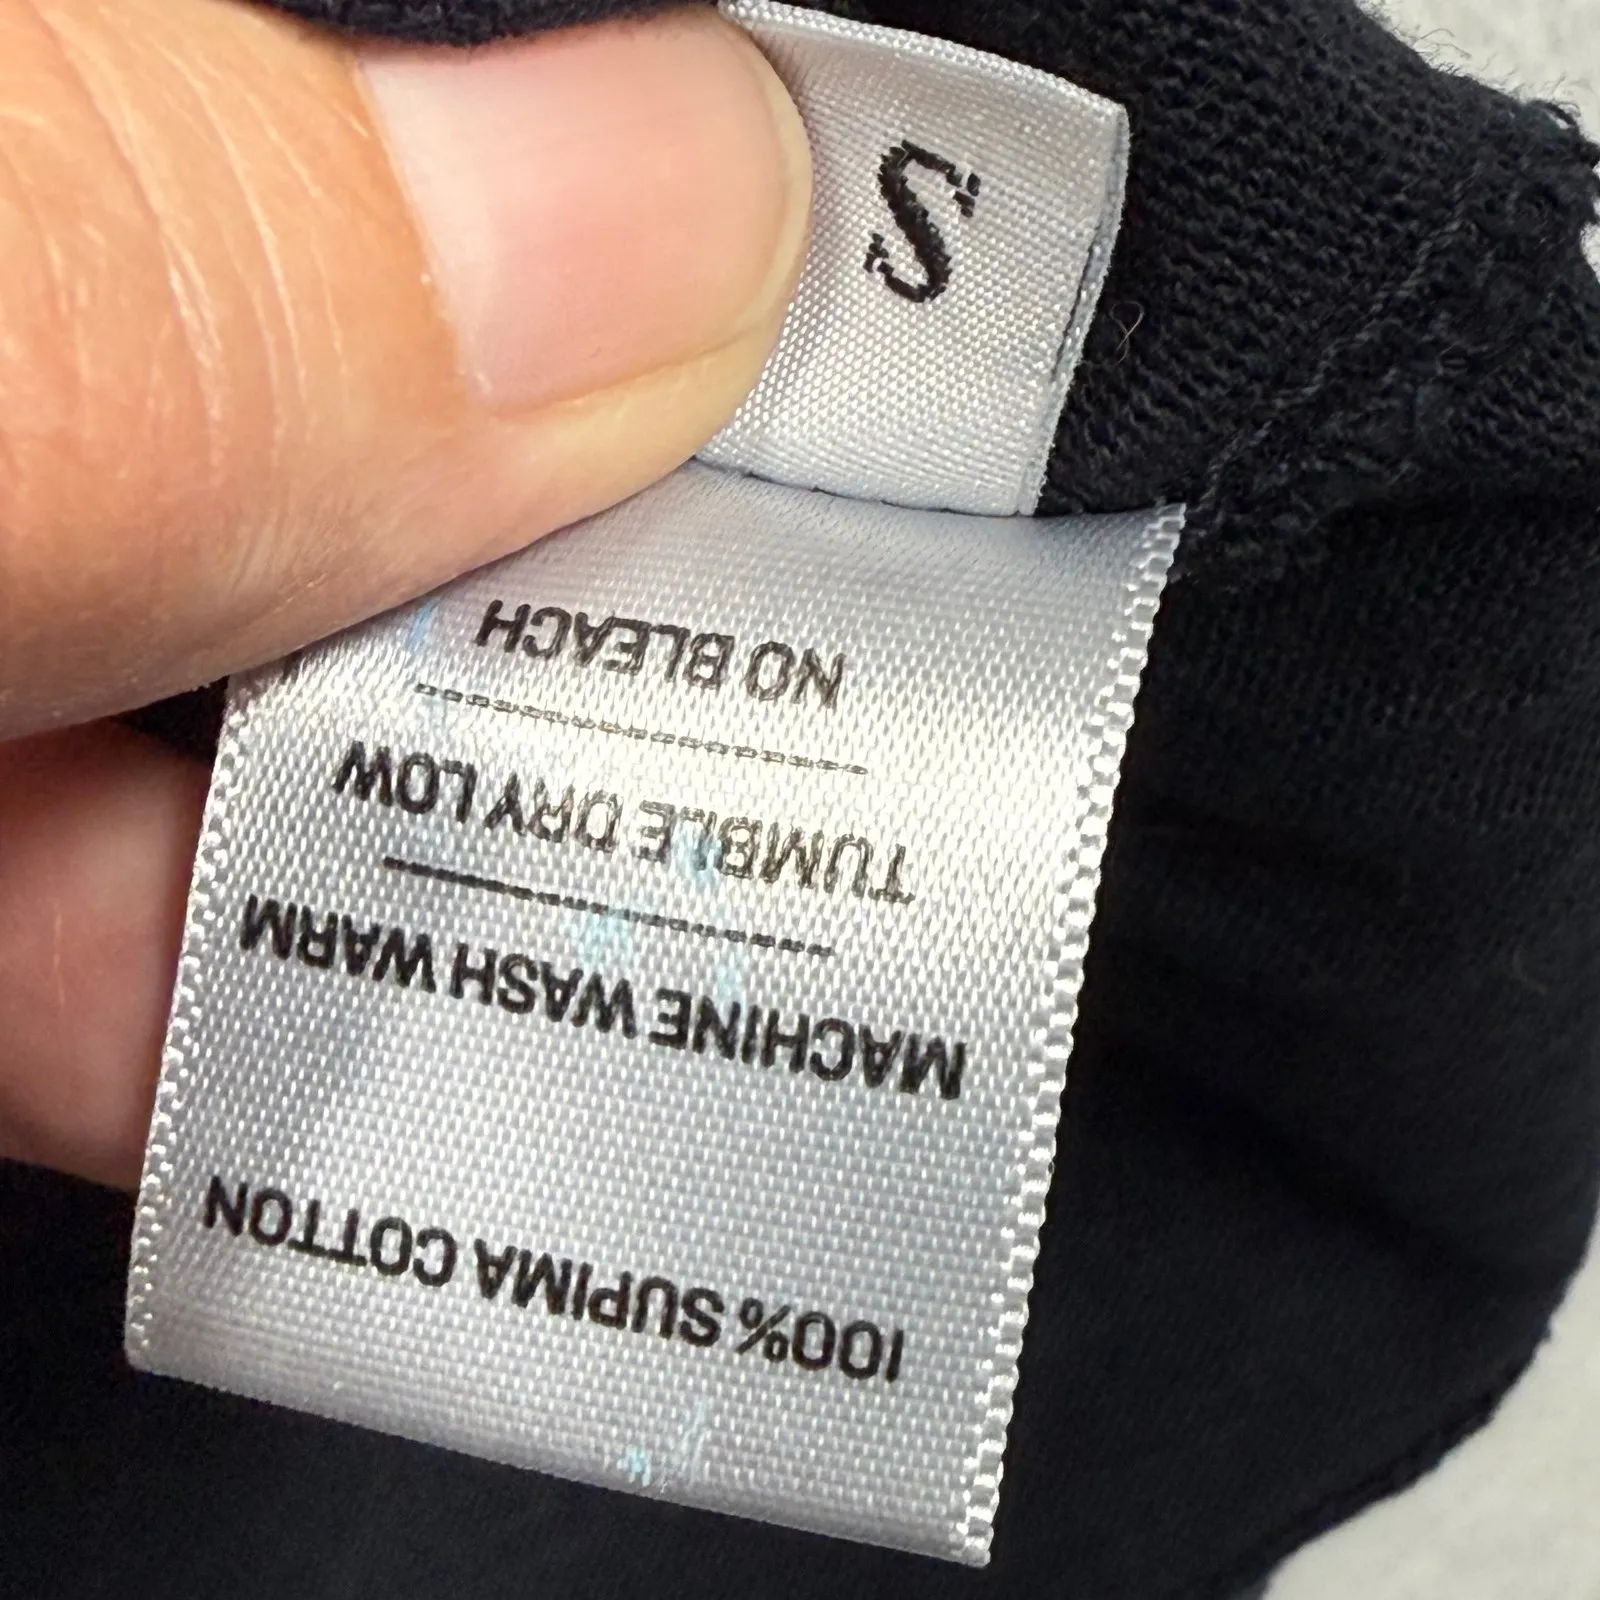 S
100% SUPIMA COTTON
MACHINE WASH WARM
TUMBLE DRY LOW
NO BLEACH